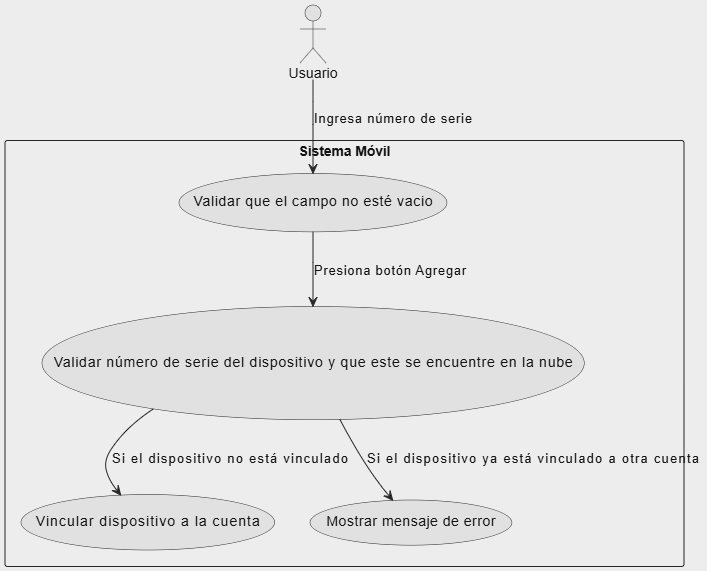 Usuario
Ingresa número de serie
Sistema Móvil
Validar que el campo no esté vacio
Presiona botón Agregar
Validar número de serie del dispositivo y que este se encuentre en la nube
Si el dispositivo no está vinculado
Si el dispositivo ya está vinculado a otra cuenta
Vincular dispositivo a la cuenta
Mostrar mensaje de error